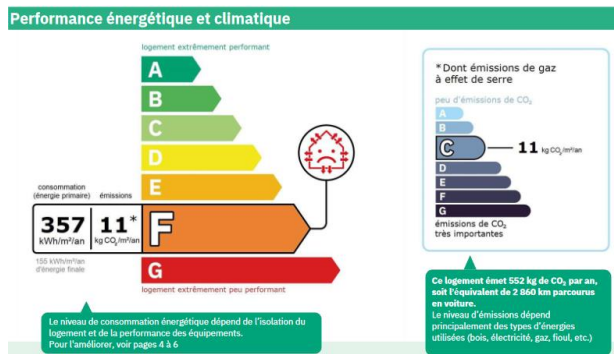 Performance énergétique et climatique
logement extrêmement performant
A
B
C
D
E
consommation
(énergie primaire)
émissions
357
kWh/m²/an
11*
kg CO₂/m²/an
F
155 kWh/m²/an
d'énergie finale
G
logement extrêmement peu performant
Le niveau de consommation énergétique dépend de l'isolation du
logement et de la performance des équipements.
Pour l'améliorer, voir pages 4 à 6
*Dont émissions de gaz
à effet de serre
peu d'émissions de CO₂
A
B
C
11 kg CO₂/m²/an
D
E
F
G
émissions de CO₂
très importantes
Ce logement émet 552 kg de CO₂ par an,
soit l'équivalent de 2 860 km parcourus
en voiture.
Le niveau d'émissions dépend
principalement des types d'énergies
utilisées (bois, électricité, gaz, fioul, etc.)